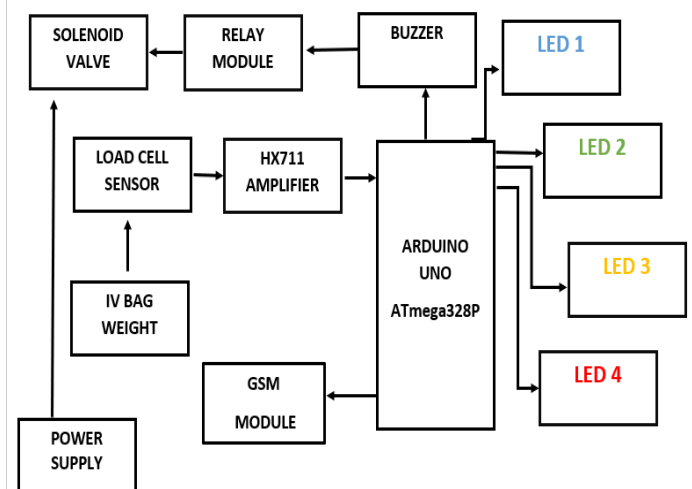 SOLENOID
VALVE
RELAY
MODULE
BUZZER
LED 1
LOAD CELL
SENSOR
HX711
AMPLIFIER
LED 2
ARDUINO
UNO
ATmega328P
LED 3
IV BAG
WEIGHT
GSM
MODULE
LED 4
POWER
SUPPLY